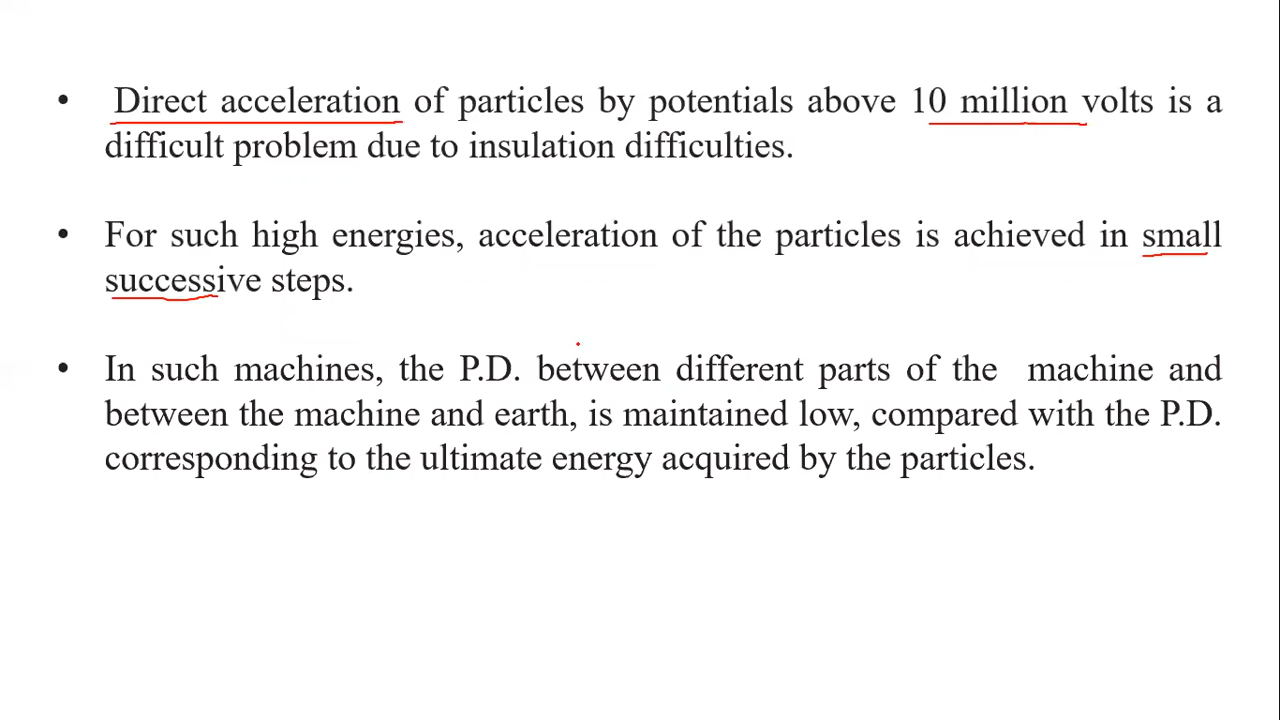 • Direct acceleration of particles by potentials above 10 million volts is a
difficult problem due to insulation difficulties.
• For such high energies, acceleration of the particles is achieved in small
successive steps.
• In such machines, the P.D. between different parts of the machine and
between the machine and earth, is maintained low, compared with the P.D.
corresponding to the ultimate energy acquired by the particles.